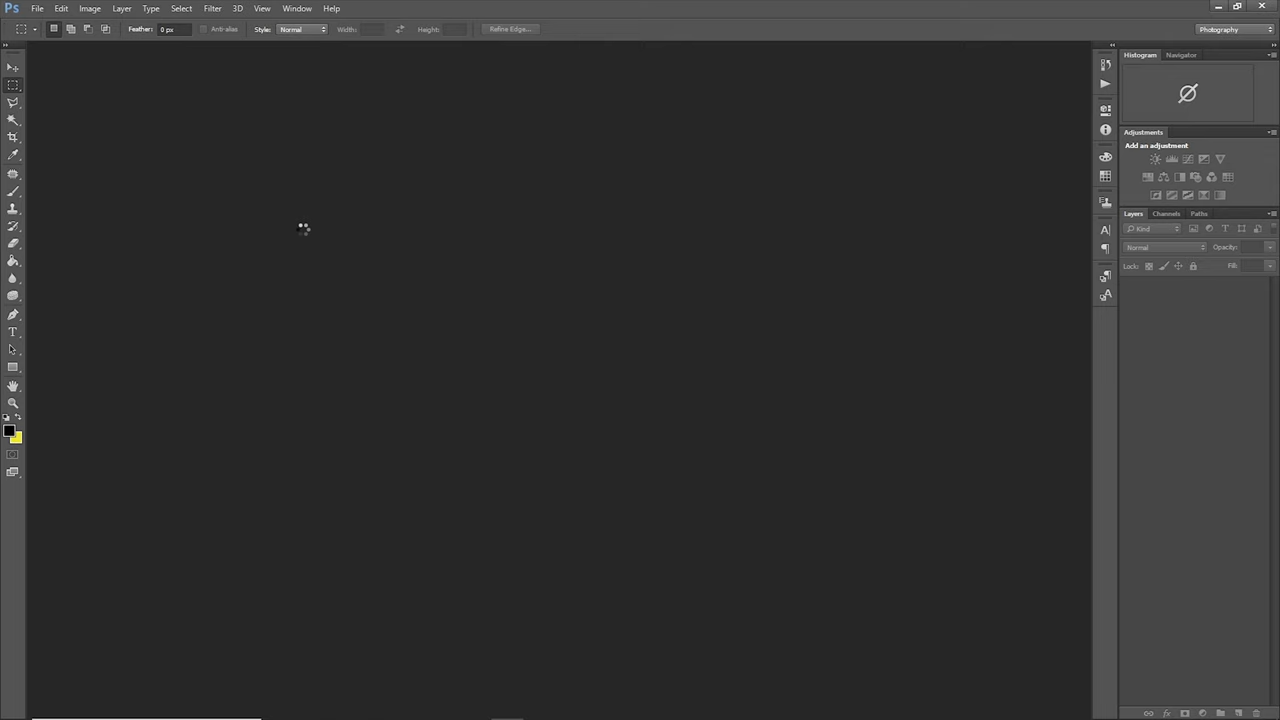 Ps File Edit Image Layer Type Select Filter 3D View Window Help
Feather: 0 px Anti-alias Style: Normal Width: Height: Refine Edge... Photography
Histogram Navigator
Adjustments
Add an adjustment
Layers Channels Paths
Kind
Normal Opacity:
Lock: Fill: